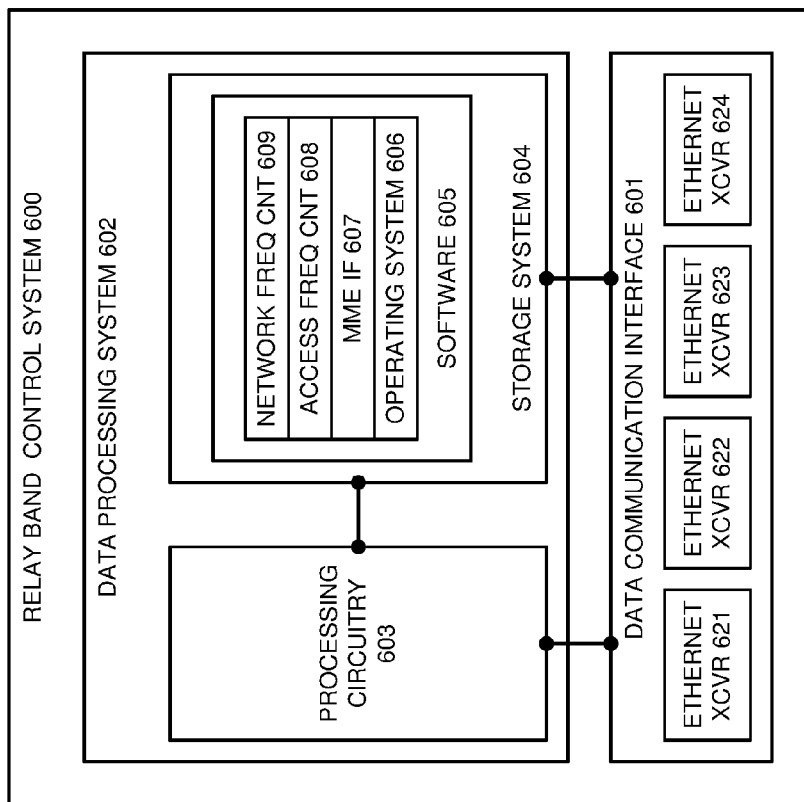 RELAY BAND CONTROL SYSTEM 600
DATA PROCESSING SYSTEM 602
PROCESSING
CIRCUITRY
603
NETWORK FREQ CNT 609
ACCESS FREQ CNT 608
MME IF 607
OPERATING SYSTEM 606
SOFTWARE 605
STORAGE SYSTEM 604
DATA COMMUNICATION INTERFACE 601
ETHERNET
XCVR 621
ETHERNET
XCVR 622
ETHERNET
XCVR 623
ETHERNET
XCVR 624